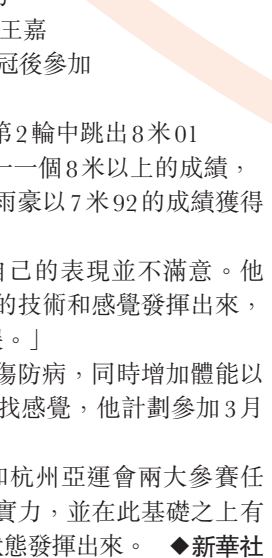 王嘉
冠後參加
第2輪中跳出8米01
一一個8米以上的成績，
雨豪以7米92的成績獲得
自己的表現並不滿意。他
的技術和感覺發揮出來，
。」
傷防病，同時增加體能以
找感覺，他計劃參加3月
和杭州亞運會兩大參賽任
實力，並在此基礎之上有
狀態發揮出來。 ◆新華社